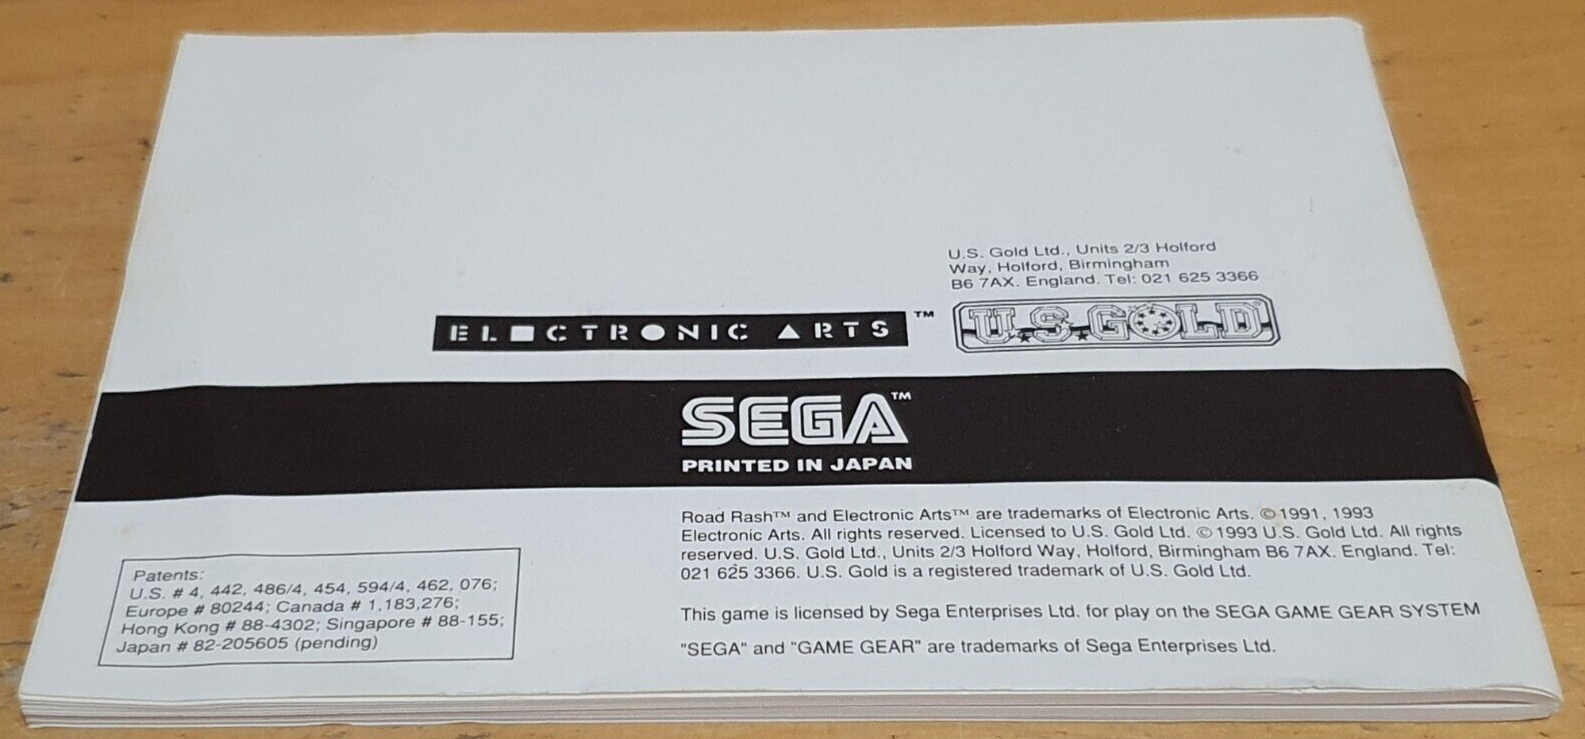 U.S. Gold Ltd., Units 2/3 Holford
Way, Holford, Birmingham
B6 7AX. England. Tel: 021 625 3366
ELECTRONIC ARTS™
U.S.GOLD®
SEGA™
PRINTED IN JAPAN
Road Rash™ and Electronic Arts™ are trademarks of Electronic Arts. ©1991, 1993
Electronic Arts. All rights reserved. Licensed to U.S. Gold Ltd. ©1993 U.S. Gold Ltd. All rights
reserved. U.S. Gold Ltd., Units 2/3 Holford Way, Holford, Birmingham B6 7AX. England. Tel:
021 625 3366. U.S. Gold is a registered trademark of U.S. Gold Ltd.
This game is licensed by Sega Enterprises Ltd. for play on the SEGA GAME GEAR SYSTEM
"SEGA" and "GAME GEAR" are trademarks of Sega Enterprises Ltd.
Patents:
U.S. # 4, 442, 486/4, 454, 594/4, 462, 076;
Europe # 80244; Canada # 1,183,276;
Hong Kong # 88-4302; Singapore # 88-155;
Japan # 82-205605 (pending)